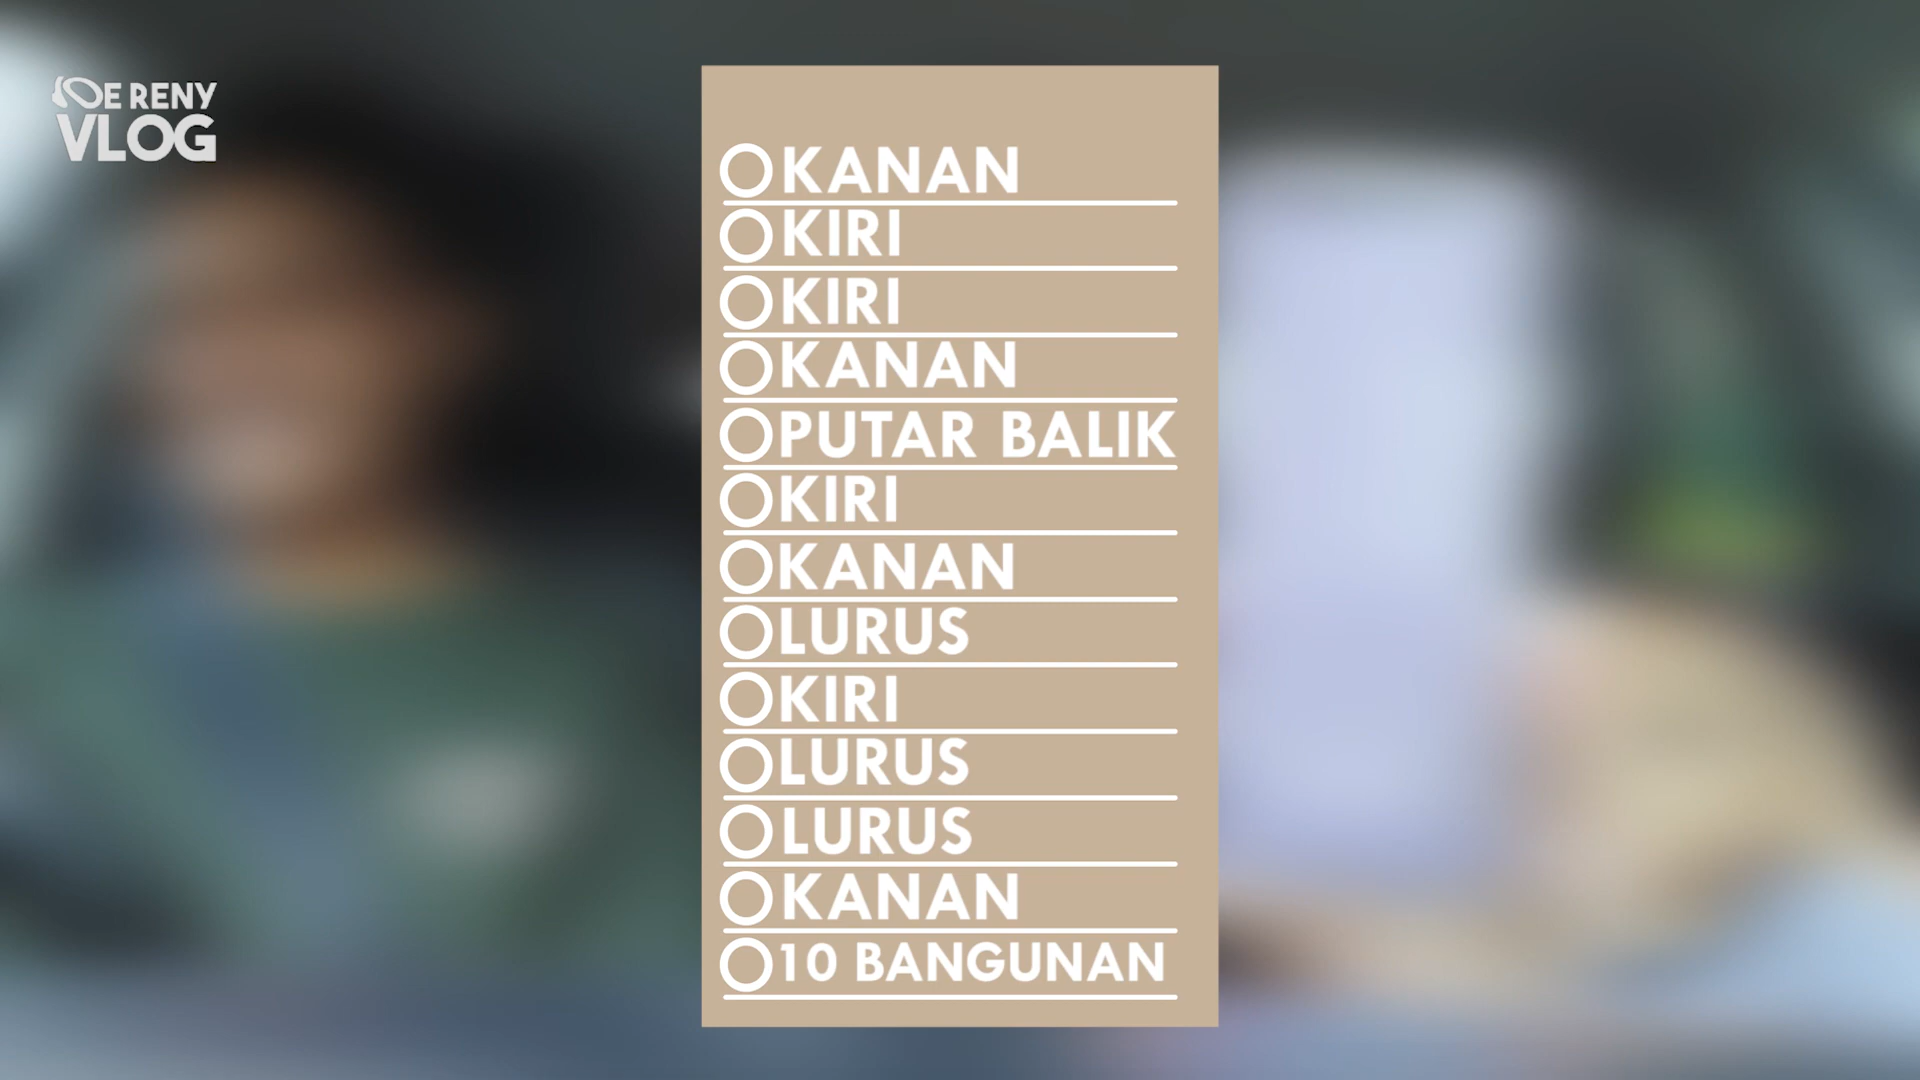 DE RENY
VLOG
KANAN
KIRI
KIRI
KANAN
PUTAR BALIK
KIRI
KANAN
LURUS
KIRI
LURUS
LURUS
KANAN
10 BANGUNAN